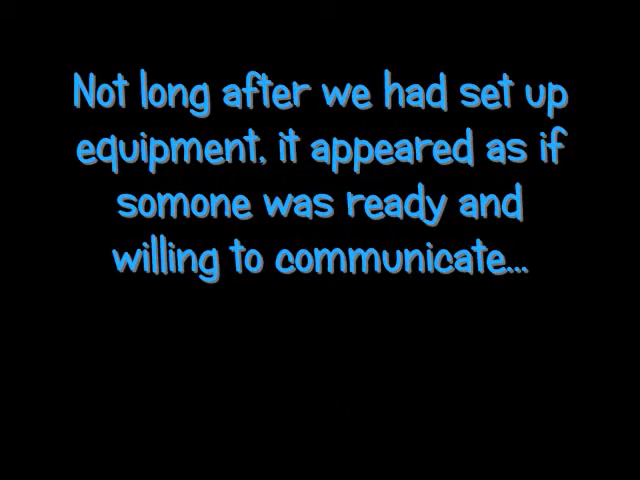 Not long after we had set up
equipment, it appeared as if
somone was ready and
willing to communicate...